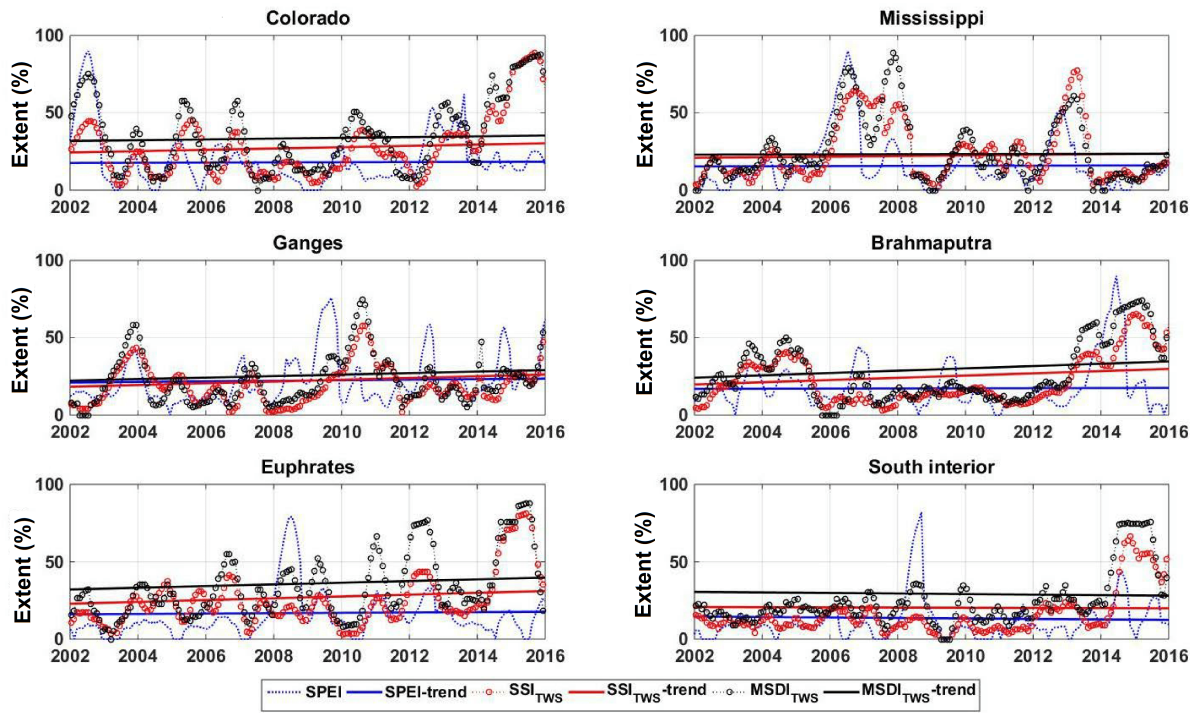 Colorado
Mississippi
100
50
0
Extent (%)
2002 2004 2006 2008 2010 2012 2014 2016
100
50
0
Extent (%)
2002 2004 2006 2008 2010 2012 2014 2016
Ganges
Brahmaputra
100
50
0
Extent (%)
2002 2004 2006 2008 2010 2012 2014 2016
100
50
0
Extent (%)
2002 2004 2006 2008 2010 2012 2014 2016
Euphrates
South interior
100
50
0
Extent (%)
2002 2004 2006 2008 2010 2012 2014 2016
100
50
0
Extent (%)
2002 2004 2006 2008 2010 2012 2014 2016
SPEI SPEI-trend SSI_TWS SSI_TWS-trend MSDI_TWS MSDI_TWS-trend